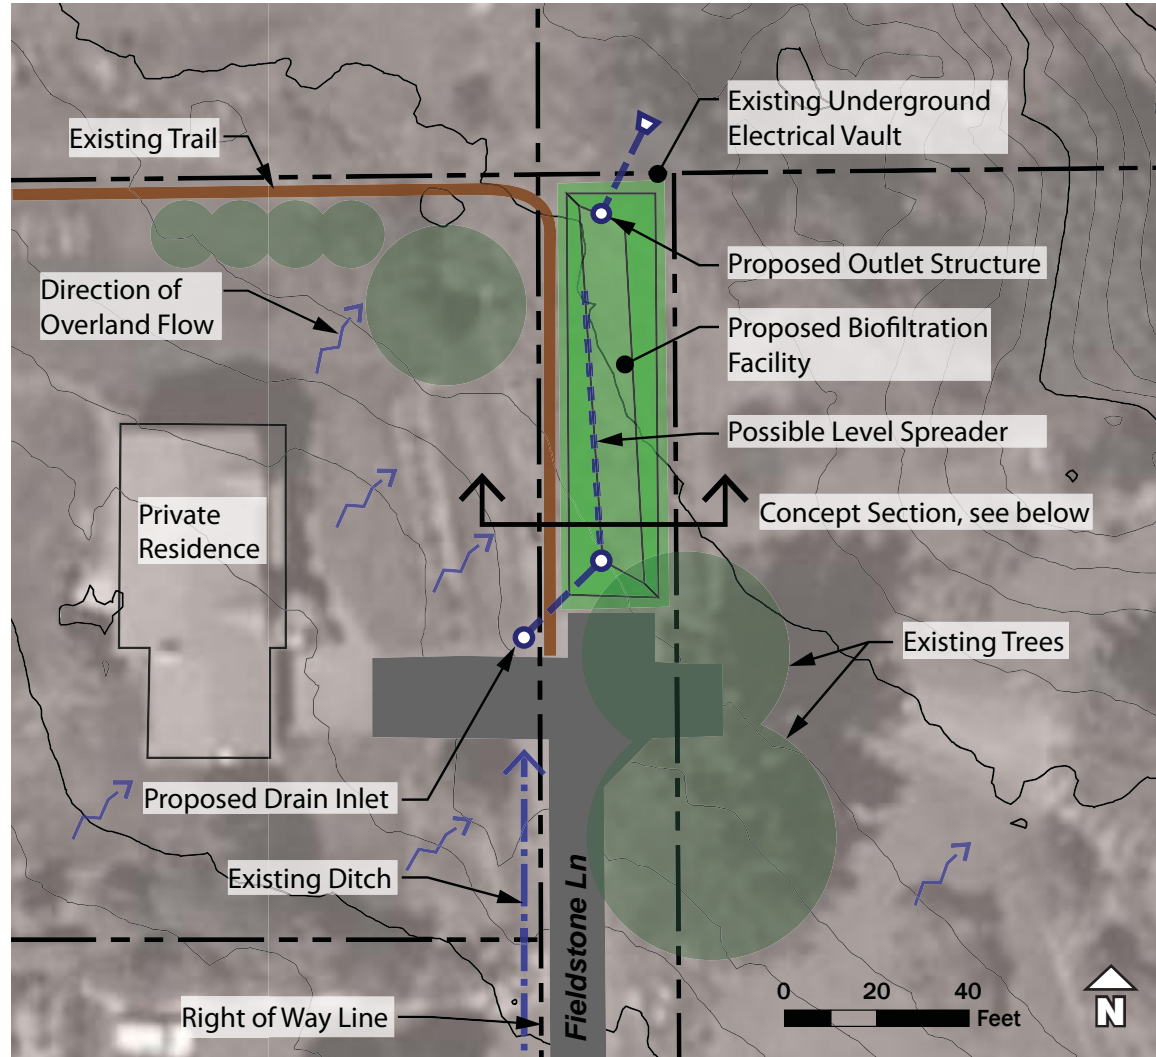 Existing Underground
Electrical Vault
Existing Trail
Proposed Outlet Structure
Direction of
Overland Flow
Proposed Biofiltration
Facility
Possible Level Spreader
Private
Residence
Concept Section, see below
Existing Trees
Proposed Drain Inlet
Existing Ditch
Fieldstone Ln
Right of Way Line
0 20 40
Feet
N